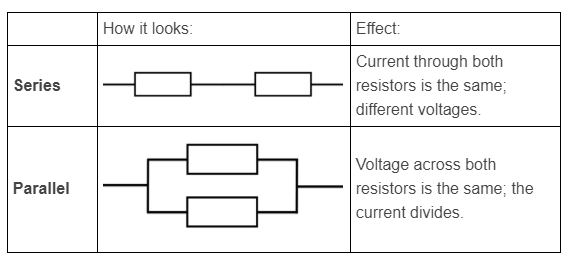 How it looks:
Effect:
Series
Current through both
resistors is the same;
different voltages.
Parallel
Voltage across both
resistors is the same; the
current divides.